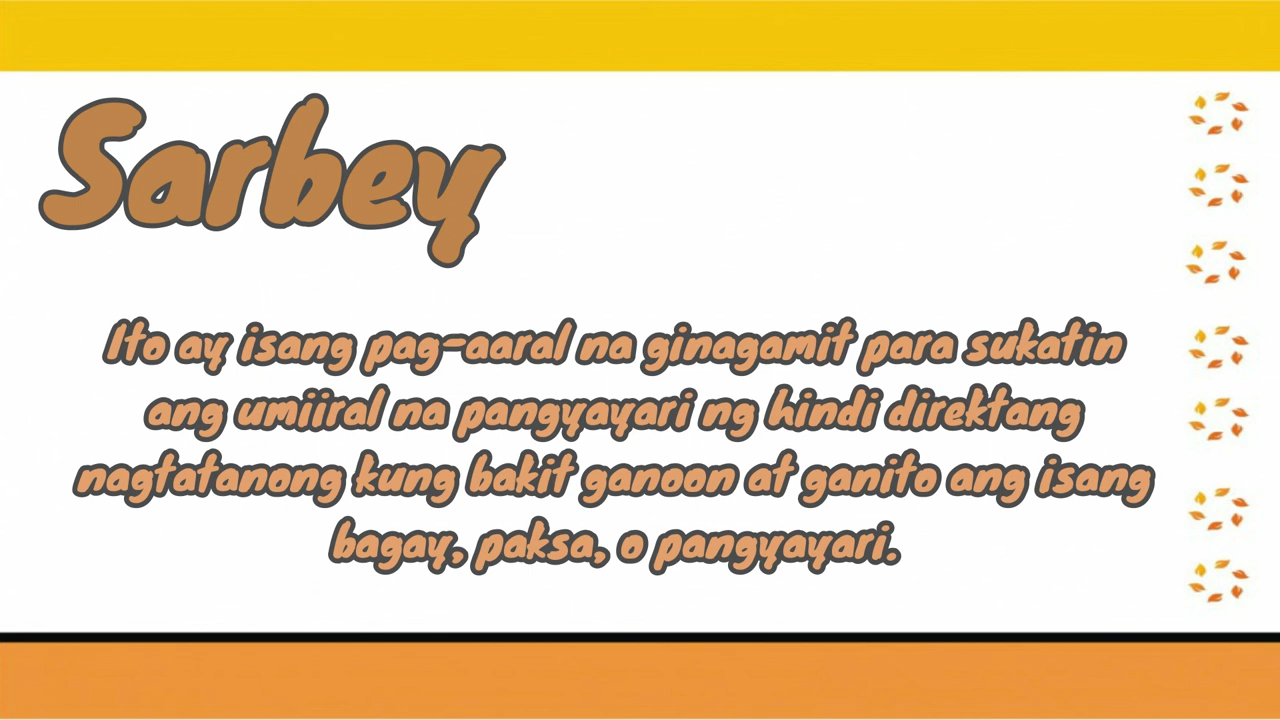 Sarbey
Ito ay isang pag-aaral na ginagamit para sukatin
ang umiiral na pangyayari ng hindi direktang
nagtatanong kung bakit ganoon at ganito ang isang
bagay, paksa, o pangyayari.